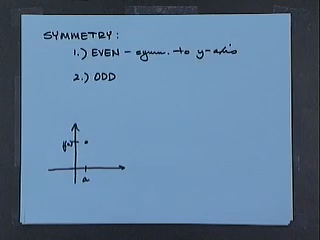 SYMMETRY:
1.) EVEN – symm. to y-axis
2.) ODD
f(a)
a